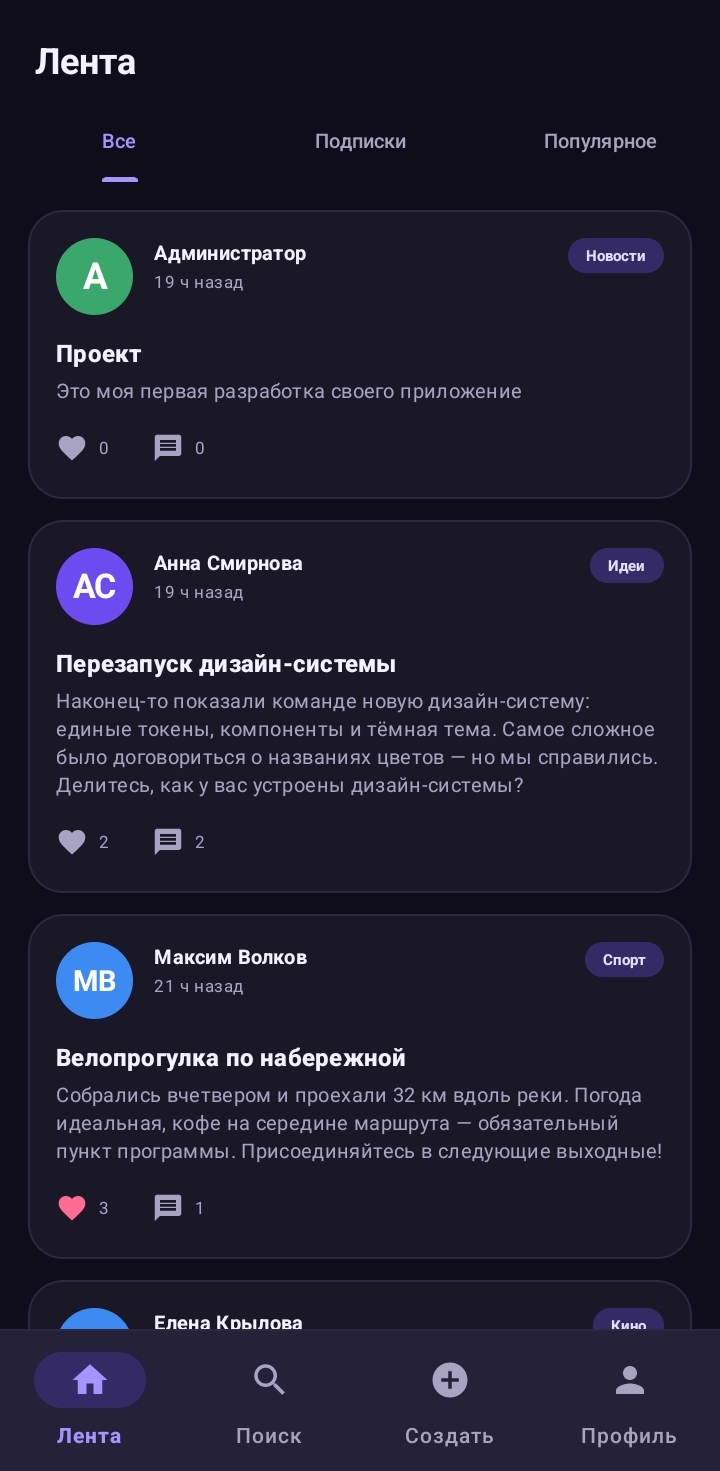 Лента
Все Подписки Популярное
А Администратор Новости
19 ч назад
Проект
Это моя первая разработка своего приложение
0 0
АС Анна Смирнова Идеи
19 ч назад
Перезапуск дизайн-системы
Наконец-то показали команде новую дизайн-систему:
единые токены, компоненты и тёмная тема. Самое сложное
было договориться о названиях цветов — но мы справились.
Делитесь, как у вас устроены дизайн-системы?
2 2
МВ Максим Волков Спорт
21 ч назад
Велопрогулка по набережной
Собрались вчетвером и проехали 32 км вдоль реки. Погода
идеальная, кофе на середине маршрута — обязательный
пункт программы. Присоединяйтесь в следующие выходные!
3 1
Елена Крылова Кино
Лента Поиск Создать Профиль